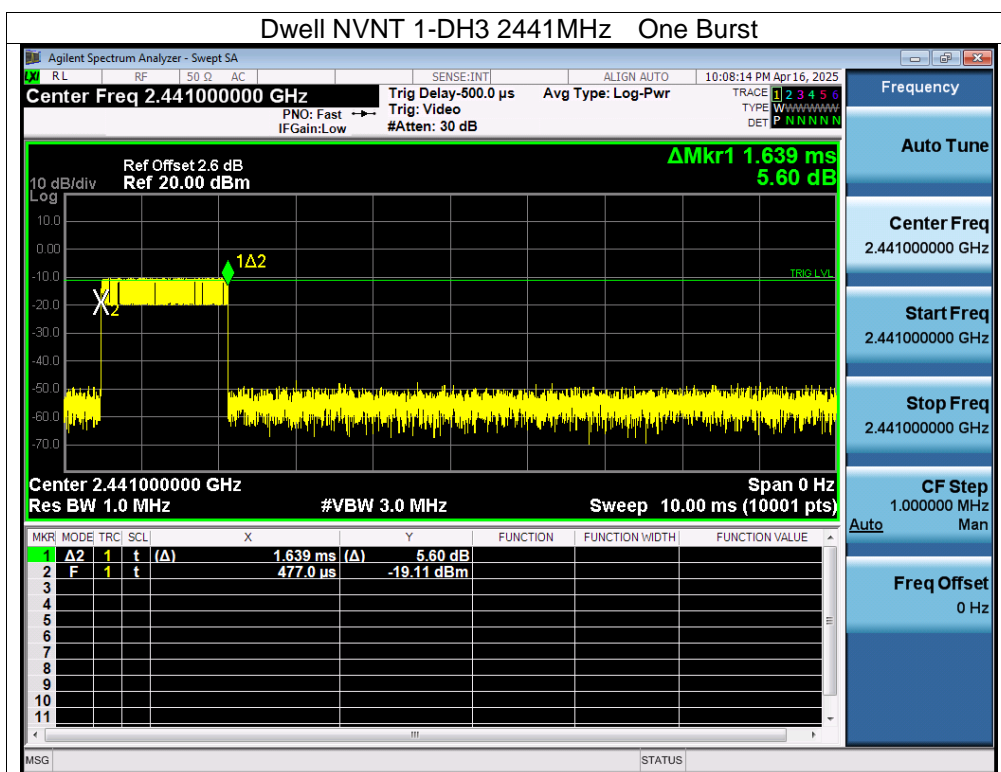 Dwell NVNT 1-DH3 2441MHz One Burst
Agilent Spectrum Analyzer - Swept SA
LXI RL RF 50 Ω AC SENSE:INT ALIGN AUTO 10:08:14 PM Apr 16, 2025
Center Freq 2.441000000 GHz
PNO: Fast
IFGain:Low
Trig Delay-500.0 µs
Trig: Video
#Atten: 30 dB
Avg Type: Log-Pwr
TRACE 1 2 3 4 5 6
TYPE WWWWWW
DET P N N N N N
ΔMkr1 1.639 ms
5.60 dB
Ref Offset 2.6 dB
10 dB/div Ref 20.00 dBm
Log
10.0
0.00
-10.0
-20.0
-30.0
-40.0
-50.0
-60.0
-70.0
1Δ2
TRIG LVL
2
Center 2.441000000 GHz Span 0 Hz
Res BW 1.0 MHz #VBW 3.0 MHz Sweep 10.00 ms (10001 pts)
MKR MODE TRC SCL X Y FUNCTION FUNCTION WIDTH FUNCTION VALUE
1 Δ2 1 t (Δ) 1.639 ms (Δ) 5.60 dB
2 F 1 t 477.0 µs -19.11 dBm
3
4
5
6
7
8
9
10
11
MSG STATUS
Frequency
Auto Tune
Center Freq
2.441000000 GHz
Start Freq
2.441000000 GHz
Stop Freq
2.441000000 GHz
CF Step
1.000000 MHz
Auto Man
Freq Offset
0 Hz